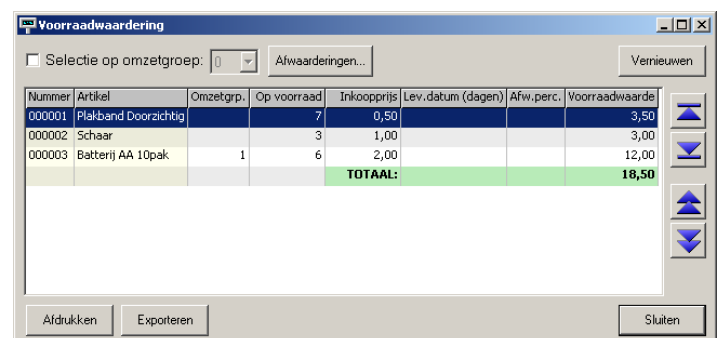 Voorraadwaardering
Selectie op omzetgroep: 0 Afwaarderingen... Vernieuwen
Nummer Artikel Omzetgrp. Op voorraad Inkoopprijs Lev.datum (dagen) Afw.perc. Voorraadwaarde
000001 Plakband Doorzichtig 7 0,50 3,50
000002 Schaar 3 1,00 3,00
000003 Batterij AA 10pak 1 6 2,00 12,00
TOTAAL: 18,50
Afdrukken Exporteren Sluiten